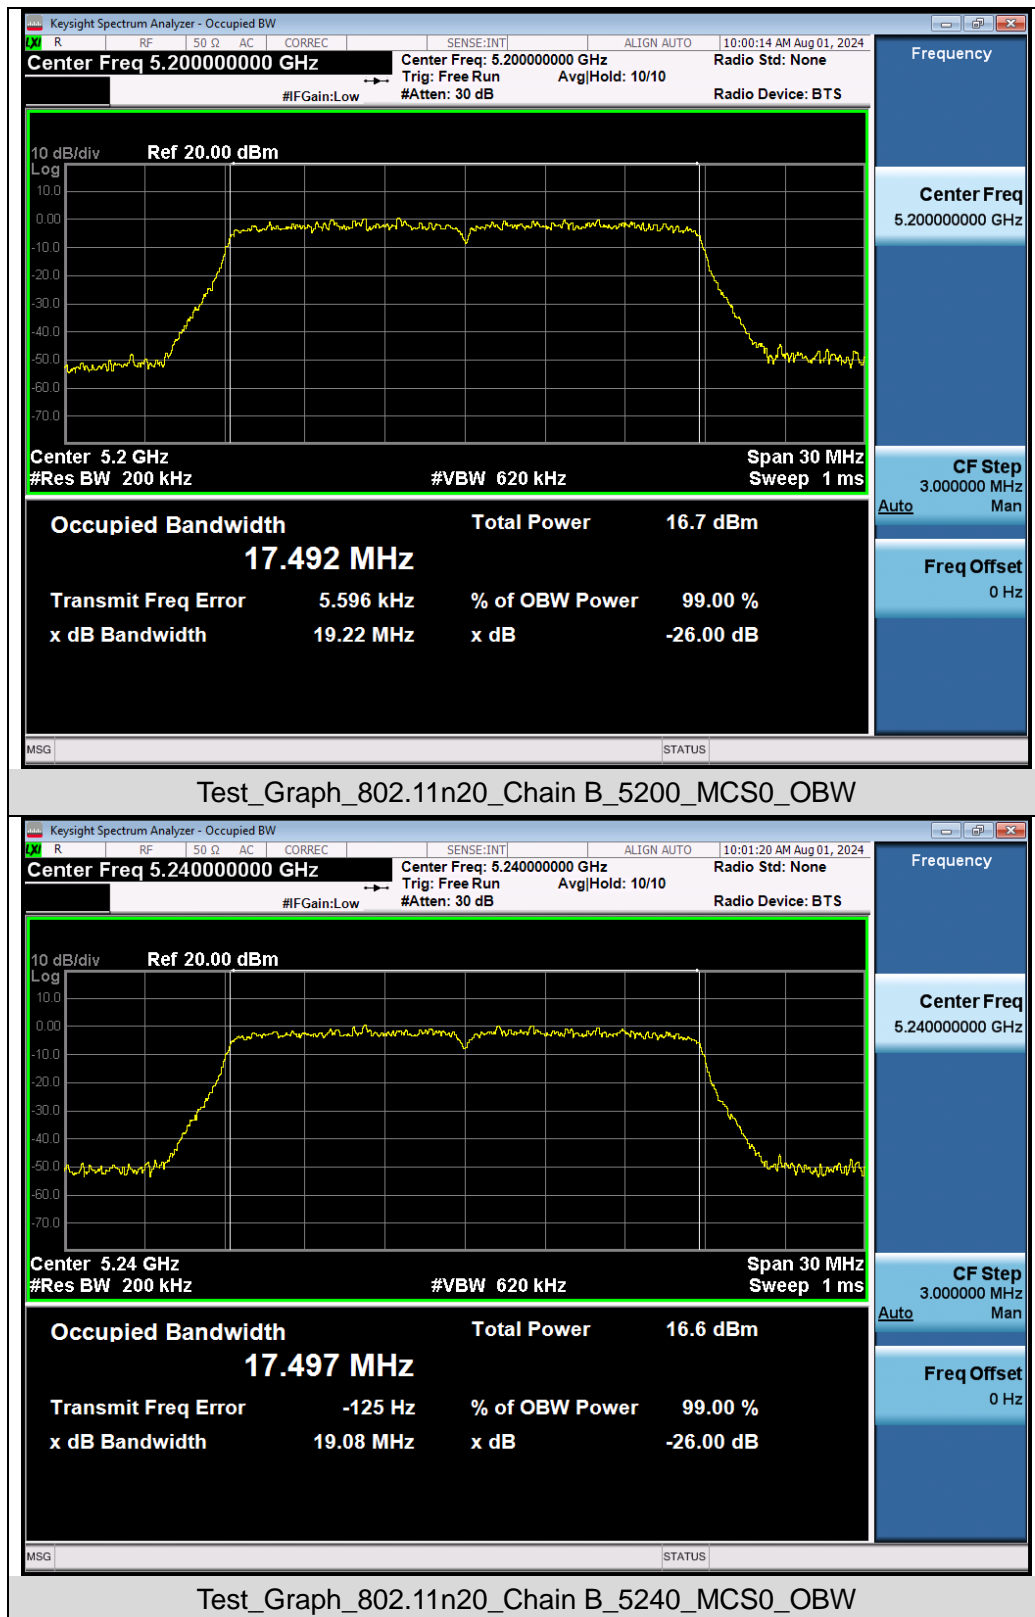 Keysight Spectrum Analyzer - Occupied BW
LXI R RF 50 Ω AC CORREC SENSE:INT ALIGN AUTO 10:00:14 AM Aug 01, 2024
Center Freq 5.200000000 GHz
Center Freq: 5.200000000 GHz
Radio Std: None
Trig: Free Run Avg|Hold: 10/10
#IFGain:Low
#Atten: 30 dB
Radio Device: BTS
Frequency
10 dB/div Ref 20.00 dBm
Log
10.0
0.00
-10.0
-20.0
-30.0
-40.0
-50.0
-60.0
-70.0
Center 5.2 GHz Span 30 MHz
#Res BW 200 kHz #VBW 620 kHz Sweep 1 ms
Center Freq
5.200000000 GHz
CF Step
3.000000 MHz
Auto Man
Freq Offset
0 Hz
Occupied Bandwidth Total Power 16.7 dBm
17.492 MHz
Transmit Freq Error 5.596 kHz % of OBW Power 99.00 %
x dB Bandwidth 19.22 MHz x dB -26.00 dB
MSG STATUS
Test_Graph_802.11n20_Chain B_5200_MCS0_OBW
Keysight Spectrum Analyzer - Occupied BW
LXI R RF 50 Ω AC CORREC SENSE:INT ALIGN AUTO 10:01:20 AM Aug 01, 2024
Center Freq 5.240000000 GHz
Center Freq: 5.240000000 GHz
Radio Std: None
Trig: Free Run Avg|Hold: 10/10
#IFGain:Low
#Atten: 30 dB
Radio Device: BTS
Frequency
10 dB/div Ref 20.00 dBm
Log
10.0
0.00
-10.0
-20.0
-30.0
-40.0
-50.0
-60.0
-70.0
Center 5.24 GHz Span 30 MHz
#Res BW 200 kHz #VBW 620 kHz Sweep 1 ms
Center Freq
5.240000000 GHz
CF Step
3.000000 MHz
Auto Man
Freq Offset
0 Hz
Occupied Bandwidth Total Power 16.6 dBm
17.497 MHz
Transmit Freq Error -125 Hz % of OBW Power 99.00 %
x dB Bandwidth 19.08 MHz x dB -26.00 dB
MSG STATUS
Test_Graph_802.11n20_Chain B_5240_MCS0_OBW